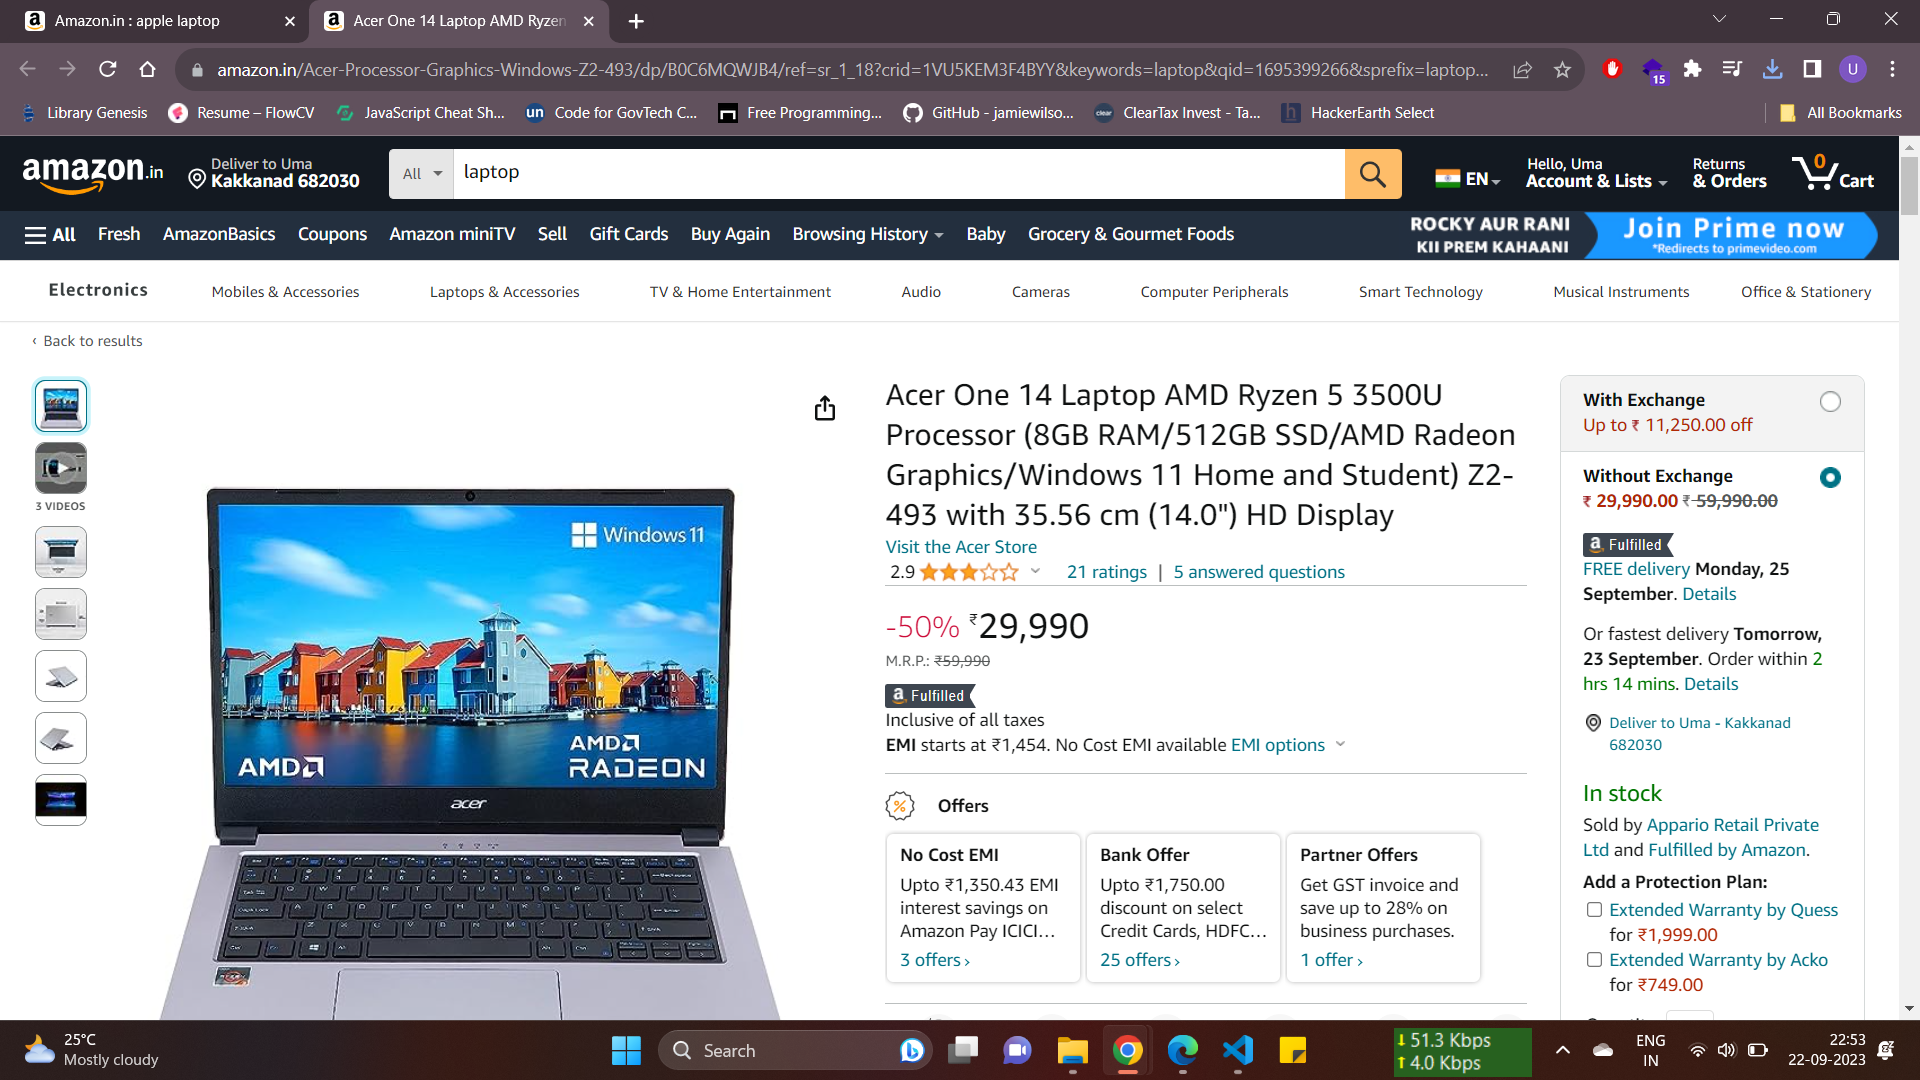 Amazon.in : apple laptop
Acer One 14 Laptop AMD Ryzen
amazon.in/Acer-Processor-Graphics-Windows-Z2-493/dp/B0C6MQWJB4/ref=sr_1_18?crid=1VU5KEM3F4BYY&keywords=laptop&qid=1695399266&sprefix=laptop...
15
U
Library Genesis
Resume – FlowCV
JavaScript Cheat Sh...
un
Code for GovTech C...
Free Programming...
GitHub - jamiewilso...
clear
ClearTax Invest - Ta...
h
HackerEarth Select
All Bookmarks
amazon.in
Deliver to Uma
Kakkanad 682030
All
laptop
EN
Hello, Uma
Account & Lists
Returns
& Orders
0
Cart
All
Fresh
AmazonBasics
Coupons
Amazon miniTV
Sell
Gift Cards
Buy Again
Browsing History
Baby
Grocery & Gourmet Foods
ROCKY AUR RANI
KII PREM KAHAANI
Join Prime now
*Redirects to primevideo.com
Electronics
Mobiles & Accessories
Laptops & Accessories
TV & Home Entertainment
Audio
Cameras
Computer Peripherals
Smart Technology
Musical Instruments
Office & Stationery
‹ Back to results
3 VIDEOS
Windows 11
AMD
AMD
RADEON
acer
Acer One 14 Laptop AMD Ryzen 5 3500U
Processor (8GB RAM/512GB SSD/AMD Radeon
Graphics/Windows 11 Home and Student) Z2-
493 with 35.56 cm (14.0") HD Display
Visit the Acer Store
2.9
21 ratings | 5 answered questions
-50% ₹29,990
M.R.P.: ₹59,990
a Fulfilled
Inclusive of all taxes
EMI starts at ₹1,454. No Cost EMI available EMI options
Offers
No Cost EMI
Upto ₹1,350.43 EMI
interest savings on
Amazon Pay ICICI...
3 offers ›
Bank Offer
Upto ₹1,750.00
discount on select
Credit Cards, HDFC...
25 offers ›
Partner Offers
Get GST invoice and
save up to 28% on
business purchases.
1 offer ›
With Exchange
Up to ₹ 11,250.00 off
Without Exchange
₹ 29,990.00 ₹ 59,990.00
a Fulfilled
FREE delivery Monday, 25
September. Details
Or fastest delivery Tomorrow,
23 September. Order within 2
hrs 14 mins. Details
Deliver to Uma - Kakkanad
682030
In stock
Sold by Appario Retail Private
Ltd and Fulfilled by Amazon.
Add a Protection Plan:
Extended Warranty by Quess
for ₹1,999.00
Extended Warranty by Acko
for ₹749.00
25°C
Mostly cloudy
Search
51.3 Kbps
4.0 Kbps
ENG
IN
22:53
22-09-2023